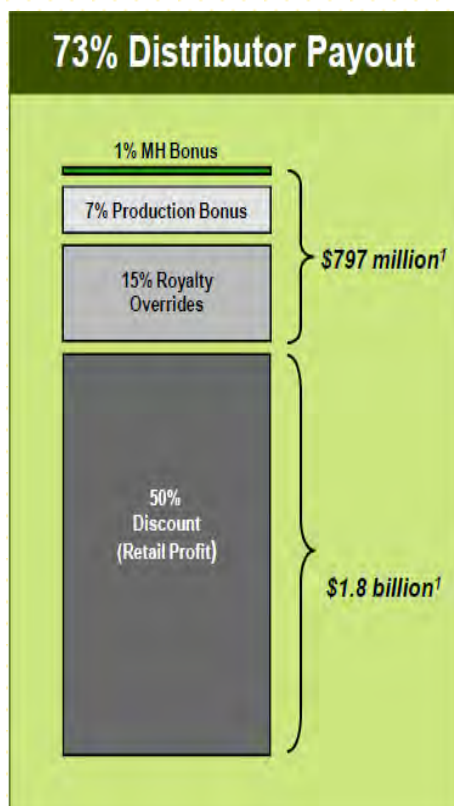 73% Distributor Payout
1% MH Bonus
7% Production Bonus
15% Royalty
Overrides
$797 million¹
50%
Discount
(Retail Profit)
$1.8 billion¹